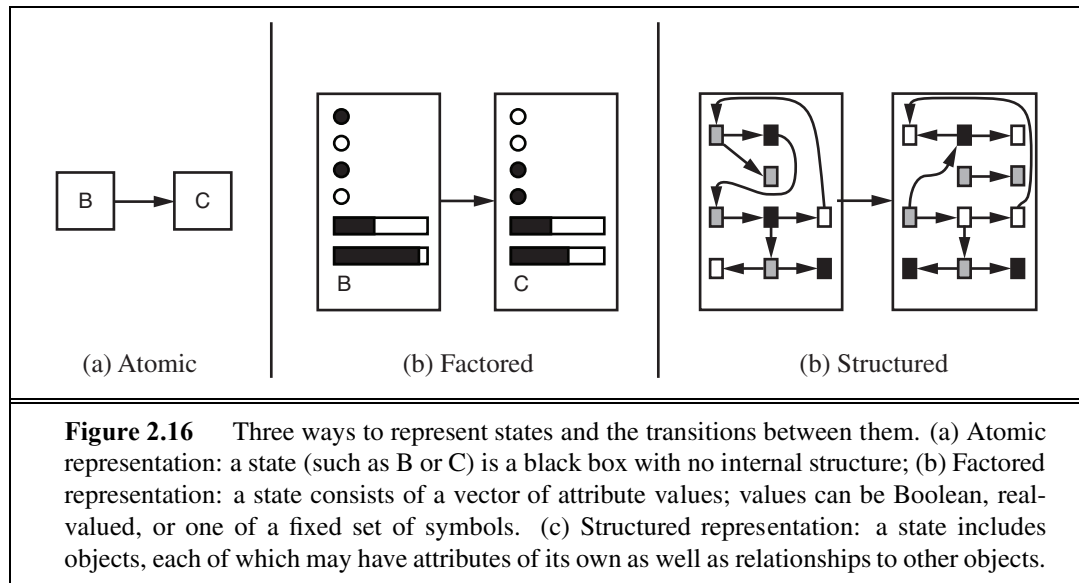 B
C
B
C
(a) Atomic
(b) Factored
(b) Structured
Figure 2.16 Three ways to represent states and the transitions between them. (a) Atomic
representation: a state (such as B or C) is a black box with no internal structure; (b) Factored
representation: a state consists of a vector of attribute values; values can be Boolean, real-
valued, or one of a fixed set of symbols. (c) Structured representation: a state includes
objects, each of which may have attributes of its own as well as relationships to other objects.